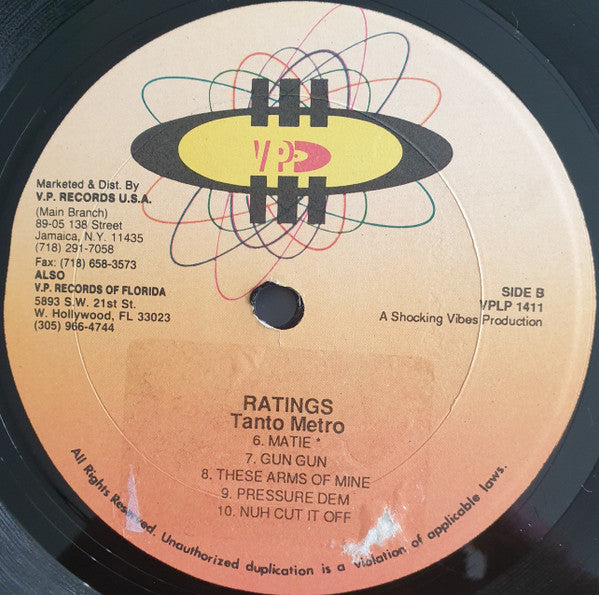 VP
Marketed & Dist. By
V.P. RECORDS U.S.A.
(Main Branch)
89-05 138 Street
Jamaica, N.Y. 11435
(718) 291-7058
Fax: (718) 658-3573
ALSO
V.P. RECORDS OF FLORIDA
5893 S.W. 21st St.
W. Hollywood, FL 33023
(305) 966-4744
SIDE B
VPLP 1411
A Shocking Vibes Production
RATINGS
Tanto Metro
6. MATIE *
7. GUN GUN
8. THESE ARMS OF MINE
9. PRESSURE DEM
10. NUH CUT IT OFF
All Rights Reserved. Unauthorized duplication is a violation of applicable laws.